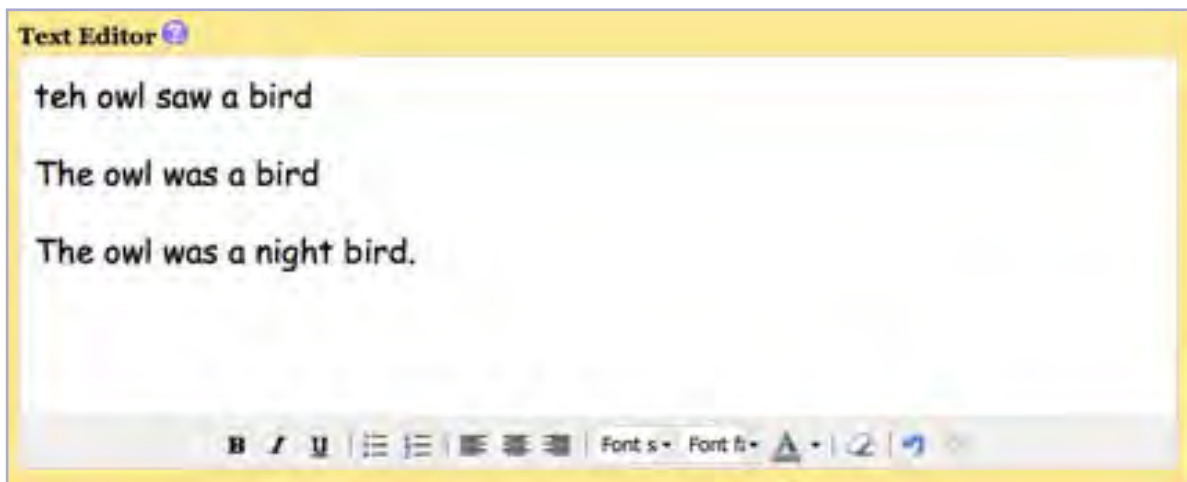 Text Editor ?
teh owl saw a bird
The owl was a bird
The owl was a night bird.
B I U Font s Font fa A